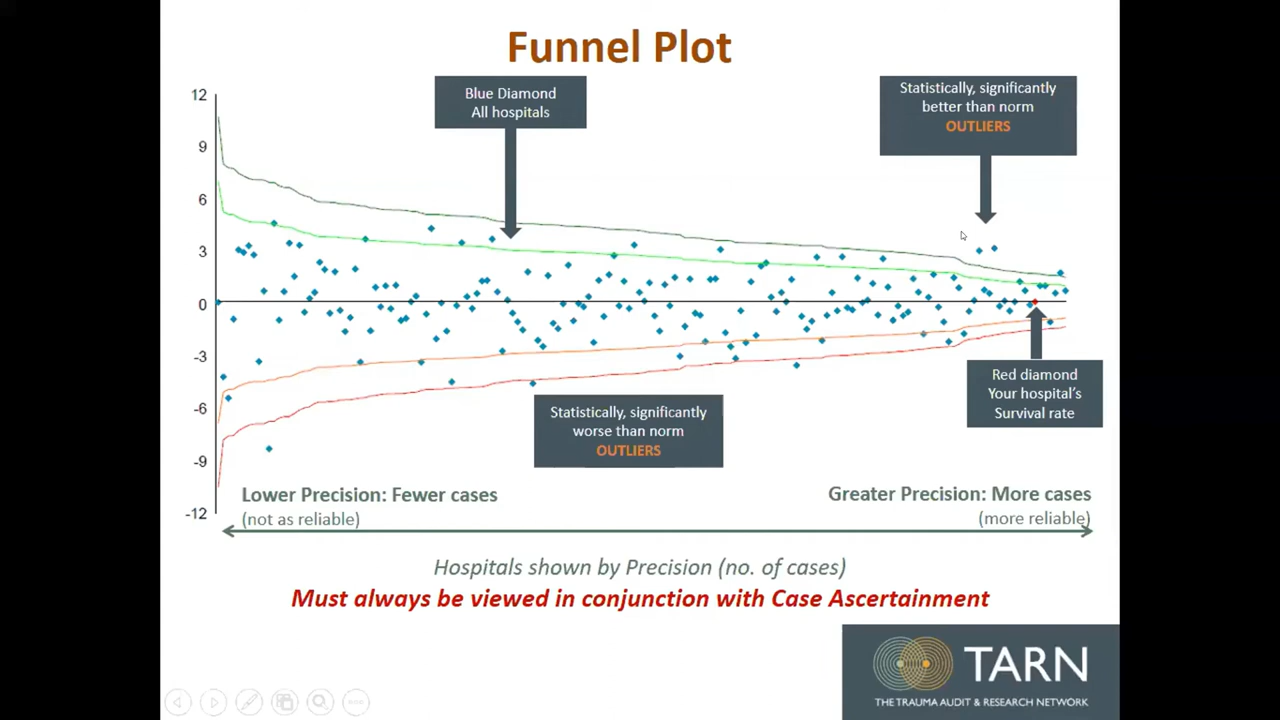 Funnel Plot
Blue Diamond
All hospitals
Statistically, significantly
better than norm
OUTLIERS
12
9
6
3
0
-3
-6
-9
-12
Red diamond
Your hospital's
Survival rate
Statistically, significantly
worse than norm
OUTLIERS
Lower Precision: Fewer cases
(not as reliable)
Greater Precision: More cases
(more reliable)
Hospitals shown by Precision (no. of cases)
Must always be viewed in conjunction with Case Ascertainment
TARN
THE TRAUMA AUDIT & RESEARCH NETWORK